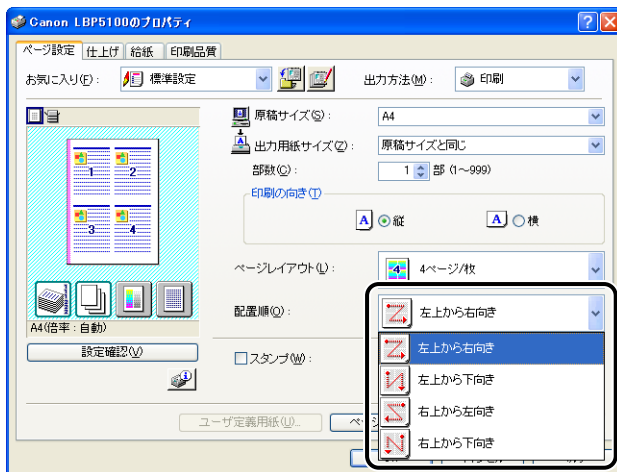 Canon LBP5100のプロパティ
ページ設定 仕上げ 給紙 印刷品質
お気に入り(F): 標準設定 出力方法(M): 印刷
原稿サイズ(S): A4
出力用紙サイズ(Z): 原稿サイズと同じ
部数(C): 1 部 (1～999)
印刷の向き(T)
A 縦 A 横
1 2
3 4
ページレイアウト(L): 4 4ページ/枚
配置順(O): 左上から右向き
A4(倍率:自動)
設定確認(V)
スタンプ(W):
左上から右向き
左上から下向き
右上から左向き
右上から下向き
ユーザ定義用紙(U)...